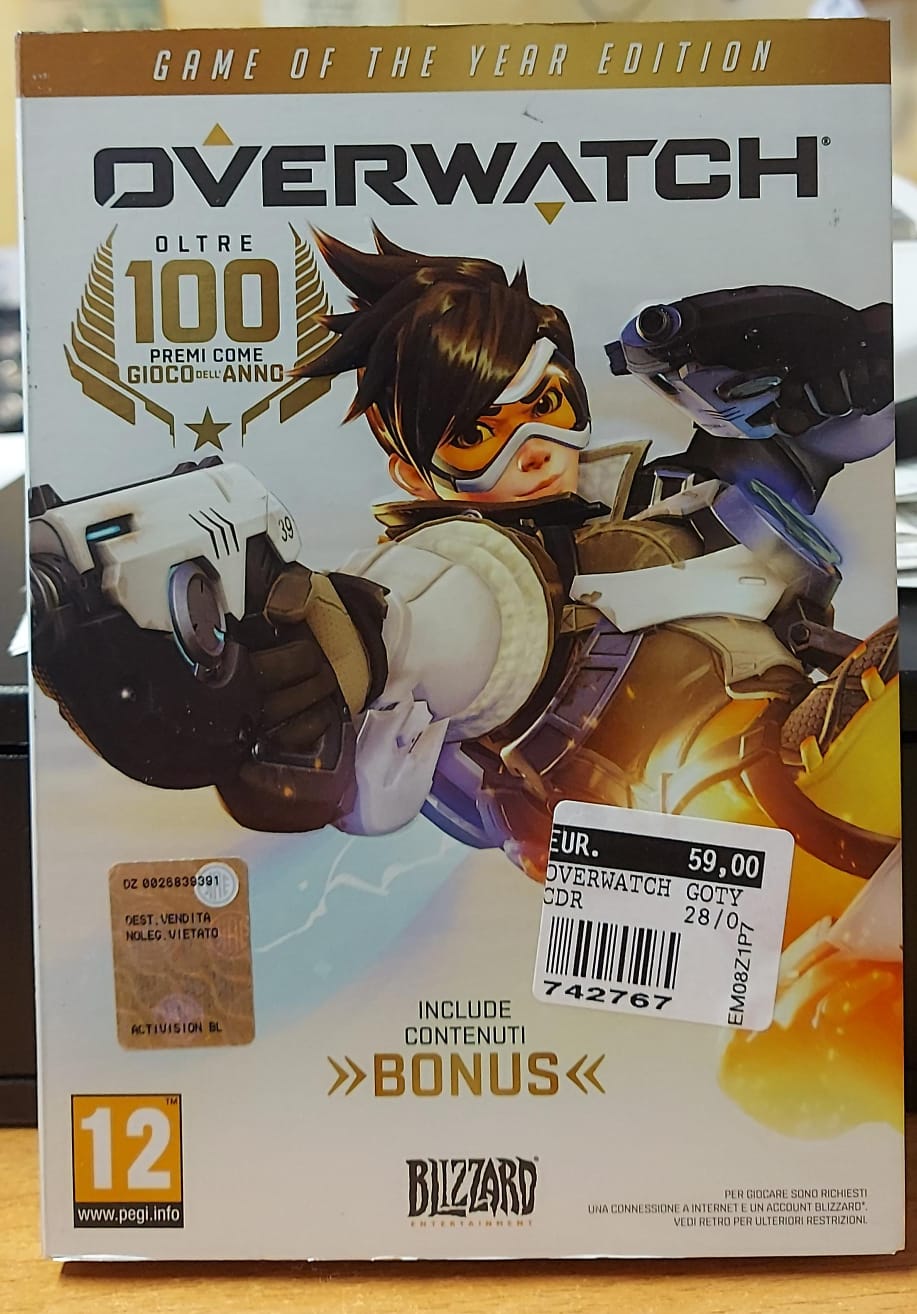 GAME OF THE YEAR EDITION
OVERWATCH®
OLTRE
100
PREMI COME
GIOCO DELL'ANNO
39
EUR. 59,00
OVERWATCH GOTY
CDR 28/0
742767
EM08Z1P7
DZ 0026839391
DEST.VENDITA
NOLEG.VIETATO
ACTIVISION BL
INCLUDE
CONTENUTI
>>BONUS<<
12™
www.pegi.info
BLIZZARD®
ENTERTAINMENT
PER GIOCARE SONO RICHIESTI
UNA CONNESSIONE A INTERNET E UN ACCOUNT BLIZZARD®.
VEDI RETRO PER ULTERIORI RESTRIZIONI.